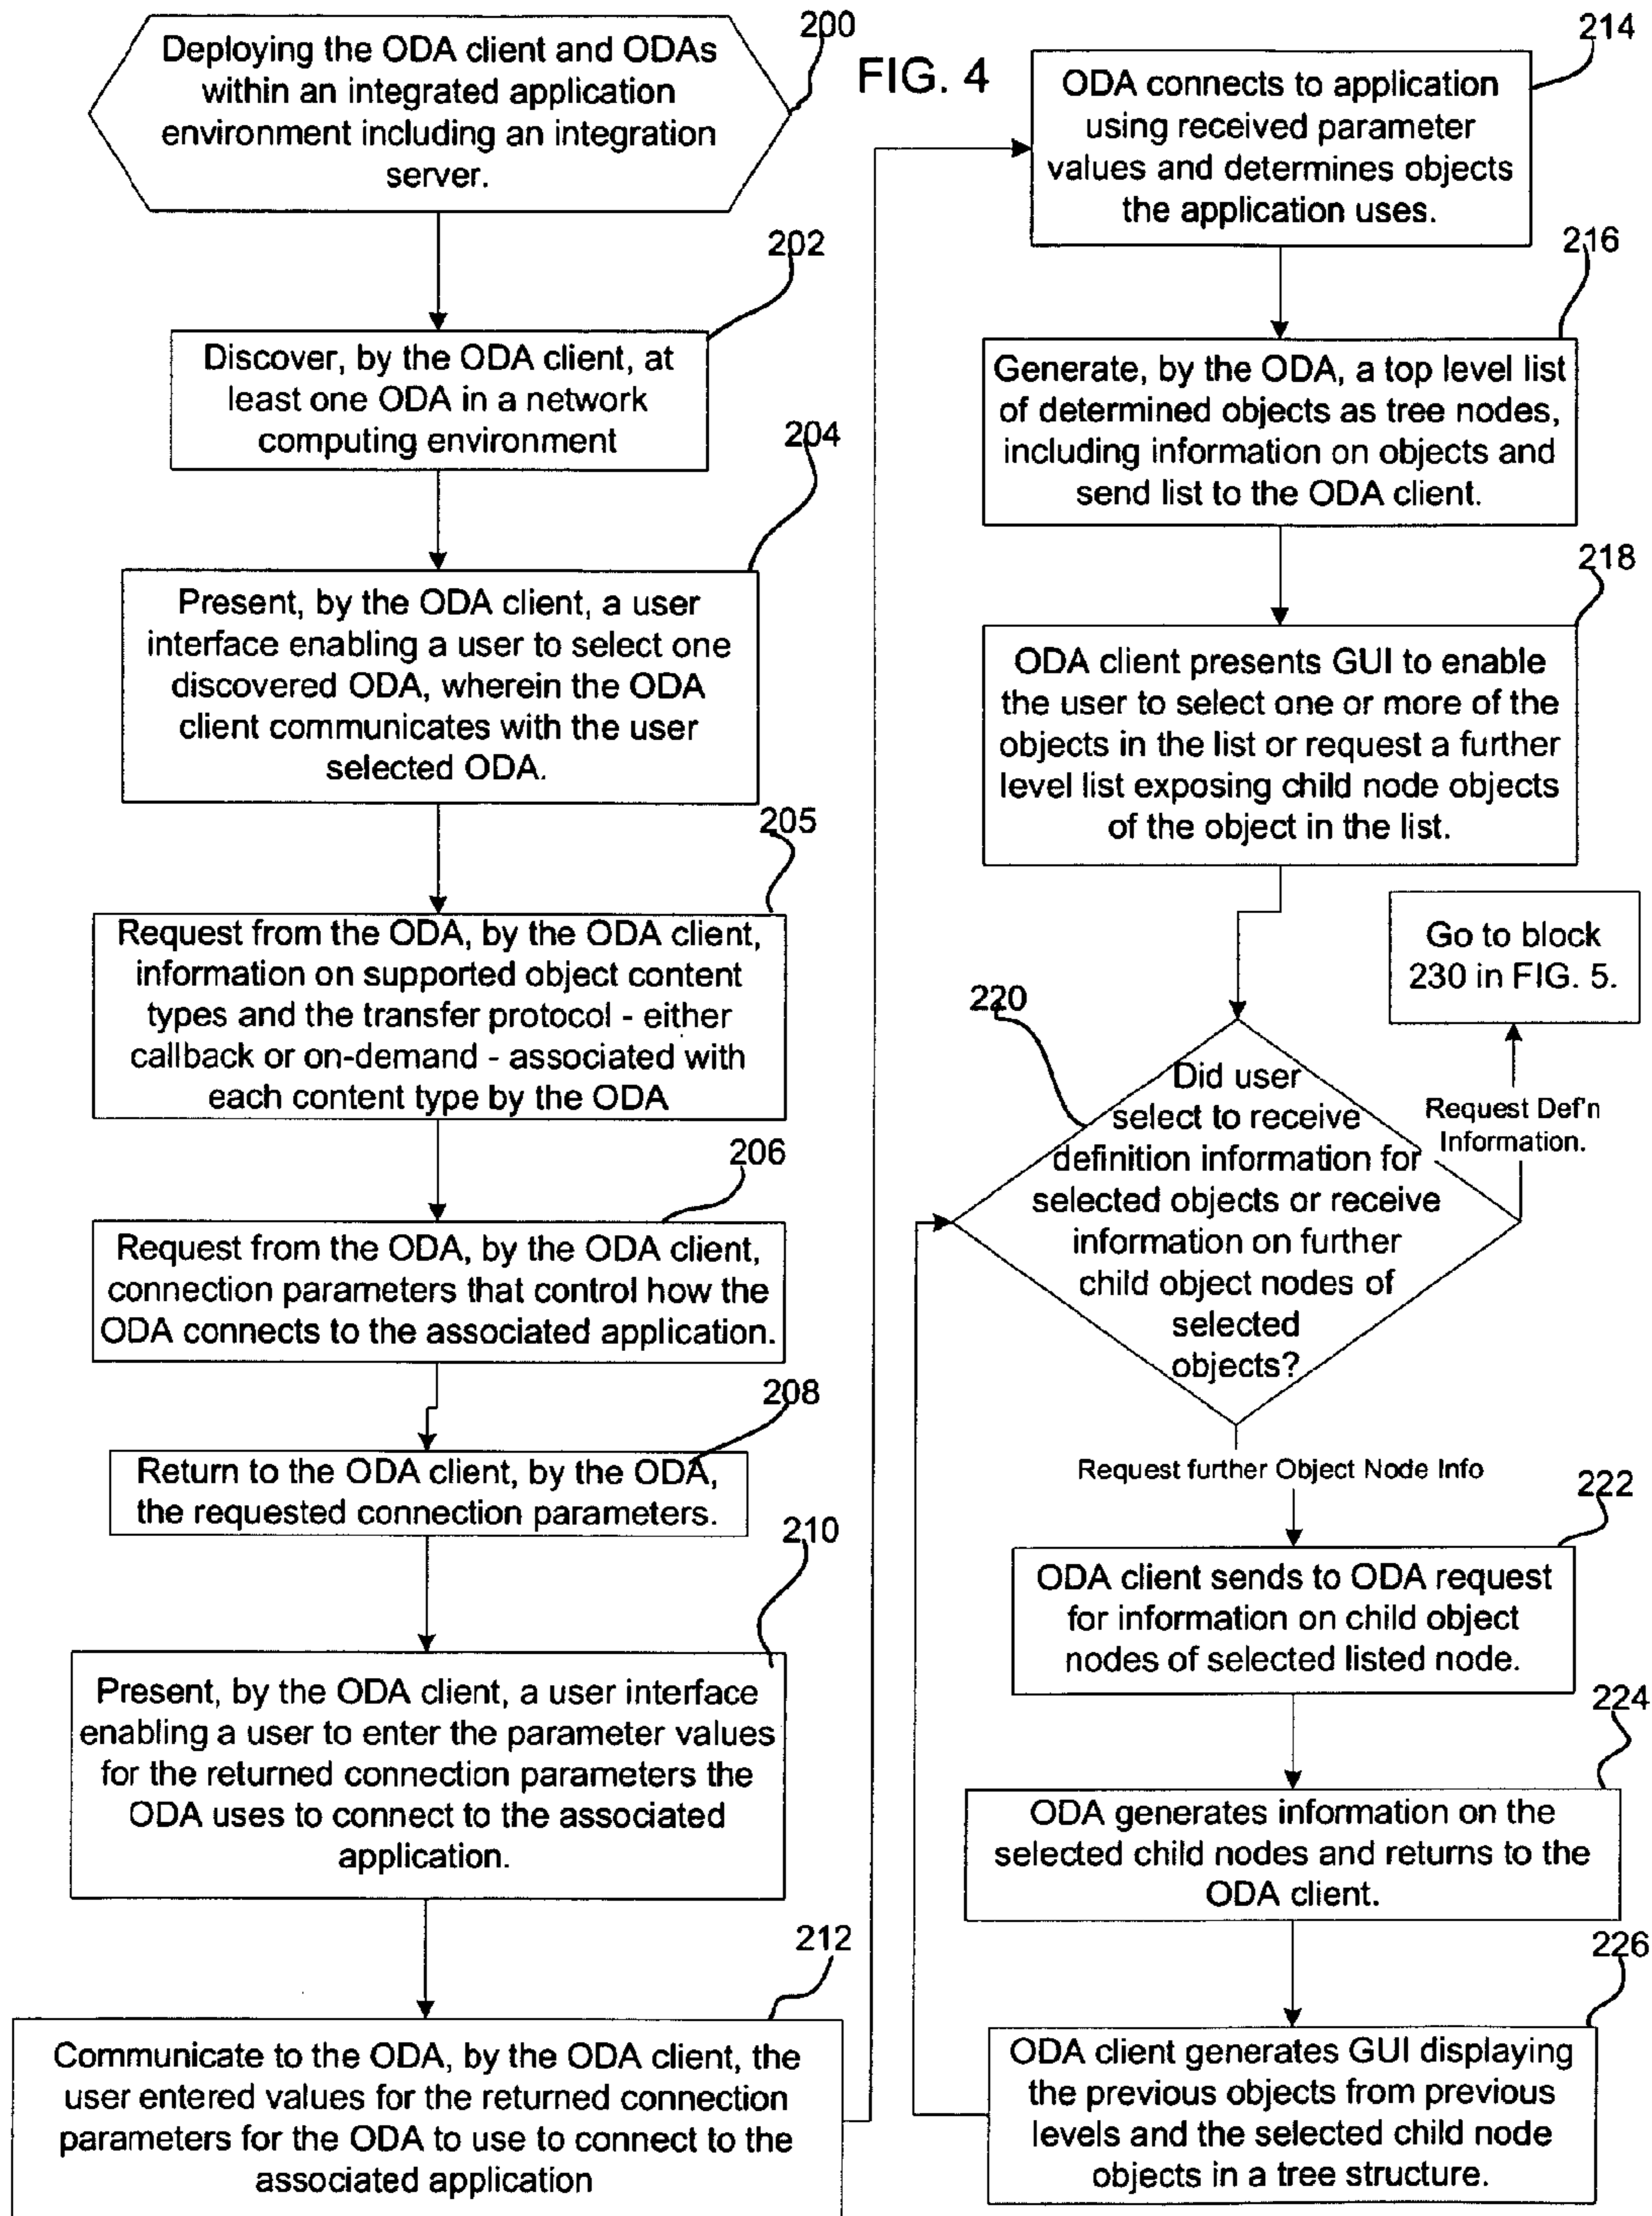 200
Deploying the ODA client and ODAs
within an integrated application
environment including an integration
server.
FIG. 4
202
Discover, by the ODA client, at
least one ODA in a network
computing environment
204
Present, by the ODA client, a user
interface enabling a user to select one
discovered ODA, wherein the ODA
client communicates with the user
selected ODA.
205
Request from the ODA, by the ODA client,
information on supported object content
types and the transfer protocol - either
callback or on-demand - associated with
each content type by the ODA
206
Request from the ODA, by the ODA client,
connection parameters that control how the
ODA connects to the associated application.
208
Return to the ODA client, by the ODA,
the requested connection parameters.
210
Present, by the ODA client, a user interface
enabling a user to enter the parameter values
for the returned connection parameters the
ODA uses to connect to the associated
application.
212
Communicate to the ODA, by the ODA client, the
user entered values for the returned connection
parameters for the ODA to use to connect to the
associated application
214
ODA connects to application
using received parameter
values and determines objects
the application uses.
216
Generate, by the ODA, a top level list
of determined objects as tree nodes,
including information on objects and
send list to the ODA client.
218
ODA client presents GUI to enable
the user to select one or more of the
objects in the list or request a further
level list exposing child node objects
of the object in the list.
Go to block
230 in FIG. 5.
220
Did user
select to receive
definition information for
selected objects or receive
information on further
child object nodes of
selected
objects?
Request Def'n
Information.
Request further Object Node Info
222
ODA client sends to ODA request
for information on child object
nodes of selected listed node.
224
ODA generates information on the
selected child nodes and returns to the
ODA client.
226
ODA client generates GUI displaying
the previous objects from previous
levels and the selected child node
objects in a tree structure.